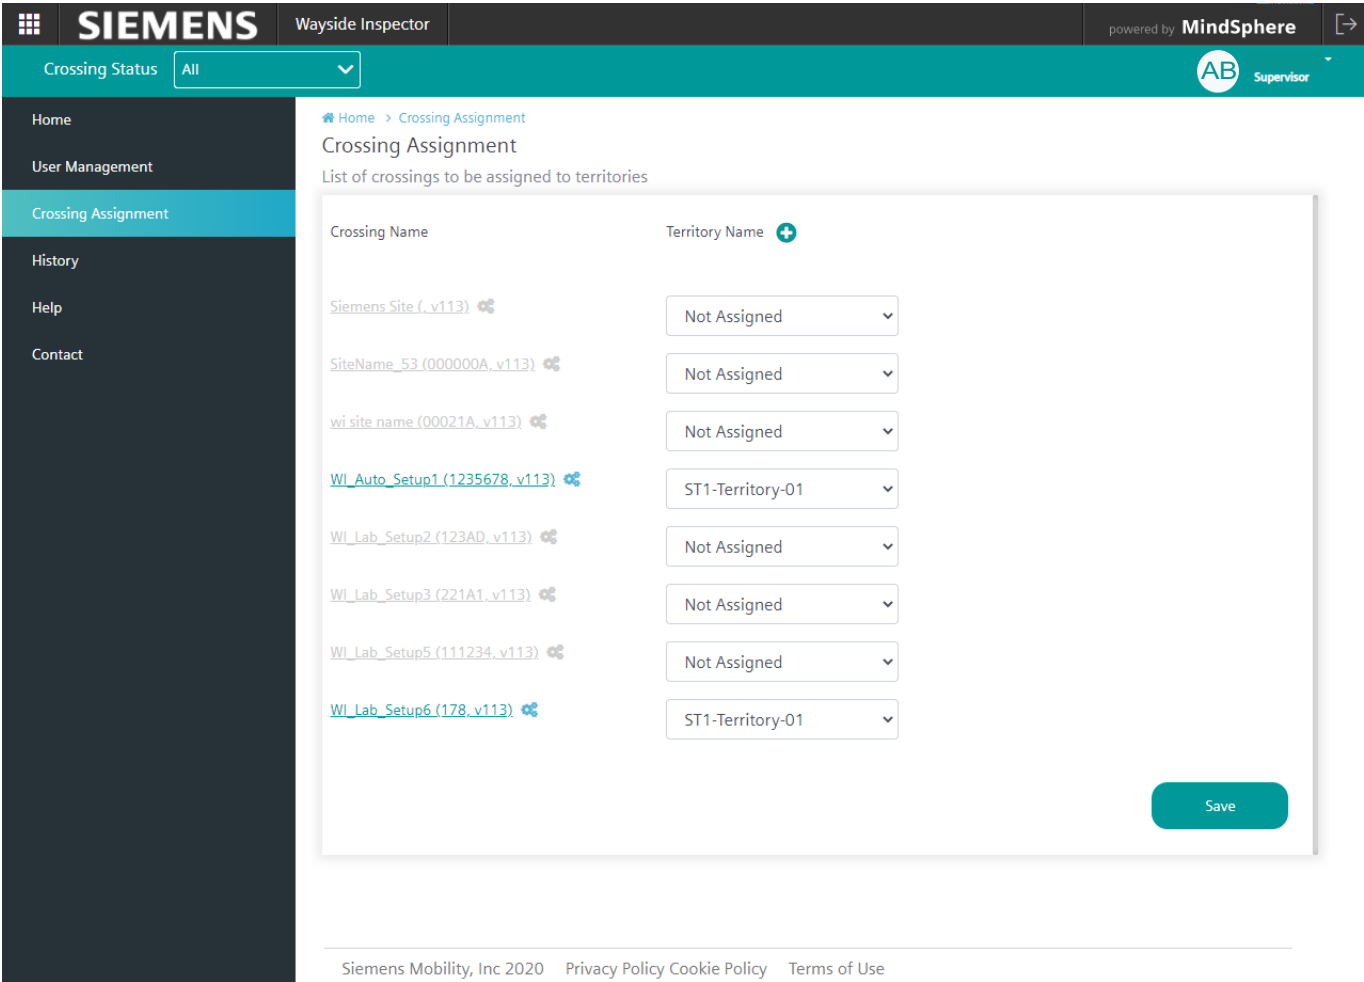 SIEMENS
Wayside Inspector
powered by MindSphere
Crossing Status
All
AB
Supervisor
Home
User Management
Crossing Assignment
History
Help
Contact
Home > Crossing Assignment
Crossing Assignment
List of crossings to be assigned to territories
Crossing Name
Territory Name
Siemens Site (, v113)
Not Assigned
SiteName_53 (000000A, v113)
Not Assigned
wi site name (00021A, v113)
Not Assigned
WI_Auto_Setup1 (1235678, v113)
ST1-Territory-01
WI_Lab_Setup2 (123AD, v113)
Not Assigned
WI_Lab_Setup3 (221A1, v113)
Not Assigned
WI_Lab_Setup5 (111234, v113)
Not Assigned
WI_Lab_Setup6 (178, v113)
ST1-Territory-01
Save
Siemens Mobility, Inc 2020 Privacy Policy Cookie Policy Terms of Use